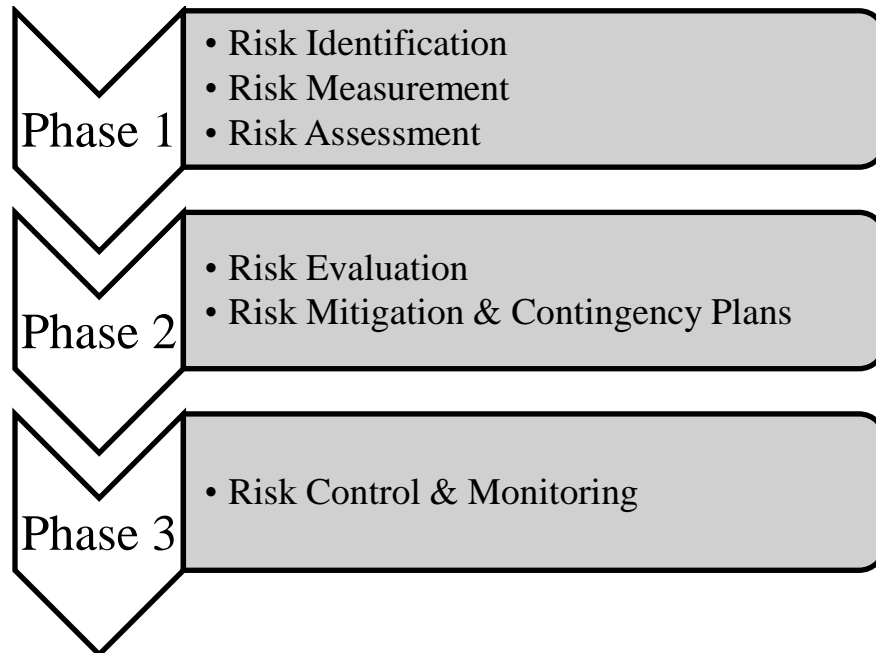 Phase 1
• Risk Identification
• Risk Measurement
• Risk Assessment
Phase 2
• Risk Evaluation
• Risk Mitigation & Contingency Plans
Phase 3
• Risk Control & Monitoring